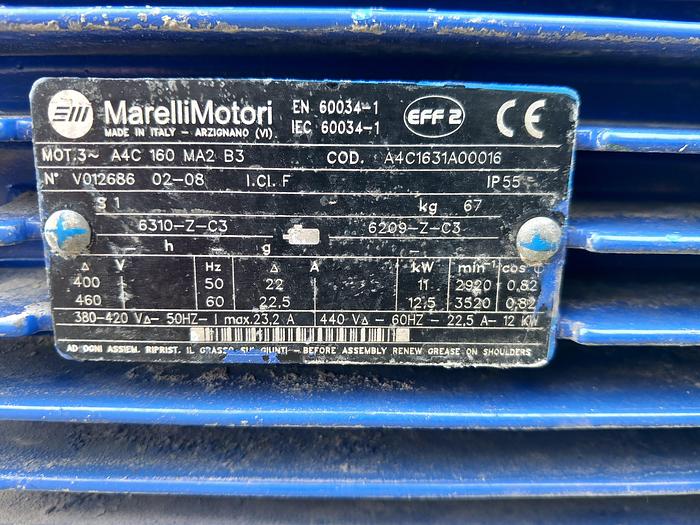 MarelliMotori
MADE IN ITALY - ARZIGNANO (VI)
EN 60034-1
IEC 60034-1
EFF 2
CE
MOT.3~ A4C 160 MA2 B3 COD. A4C1631A00016
N° V012686 02-08 I.CL.F IP 55
S 1 kg 67
6310-Z-C3 6209-Z-C3
h g
Δ V Hz Δ A kW min⁻¹ cos φ
400 50 22 11 2920 0,82
460 60 22,5 12,5 3520 0,82
380-420 VΔ- 50HZ- I max.23,2 A 440 VΔ - 60HZ - 22,5 A- 12 KW
AD OGNI ASSIEM. RIPRIST. IL GRASSO SUI GIUNTI - BEFORE ASSEMBLY RENEW GREASE ON SHOULDERS